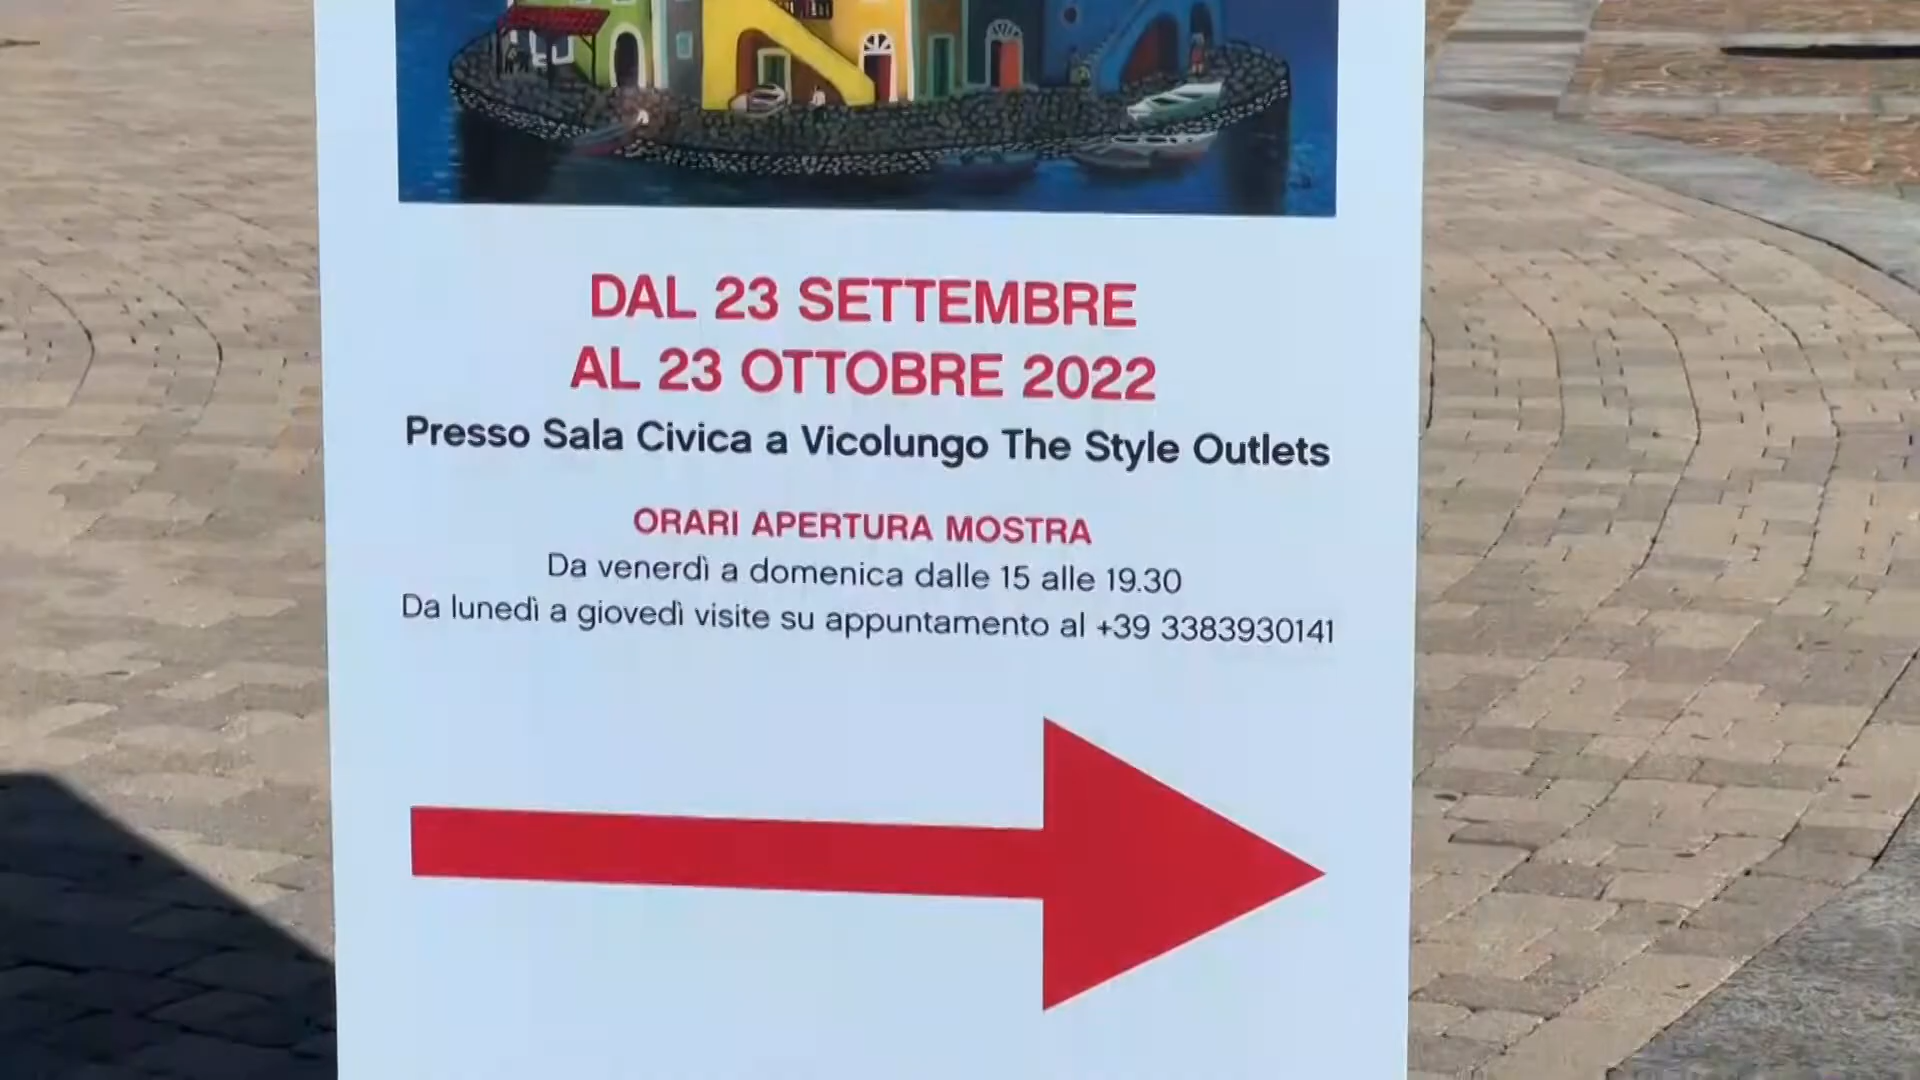 DAL 23 SETTEMBRE
AL 23 OTTOBRE 2022
Presso Sala Civica a Vicolungo The Style Outlets
ORARI APERTURA MOSTRA
Da venerdì a domenica dalle 15 alle 19.30
Da lunedì a giovedì visite su appuntamento al +39 3383930141